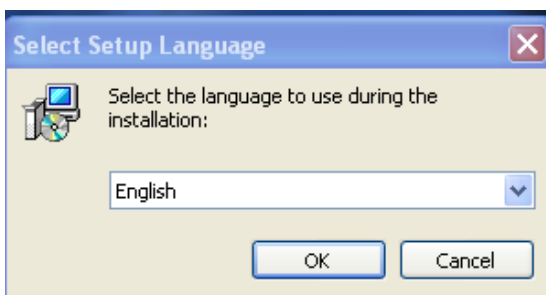 Select Setup Language
Select the language to use during the
installation:
English
OK
Cancel